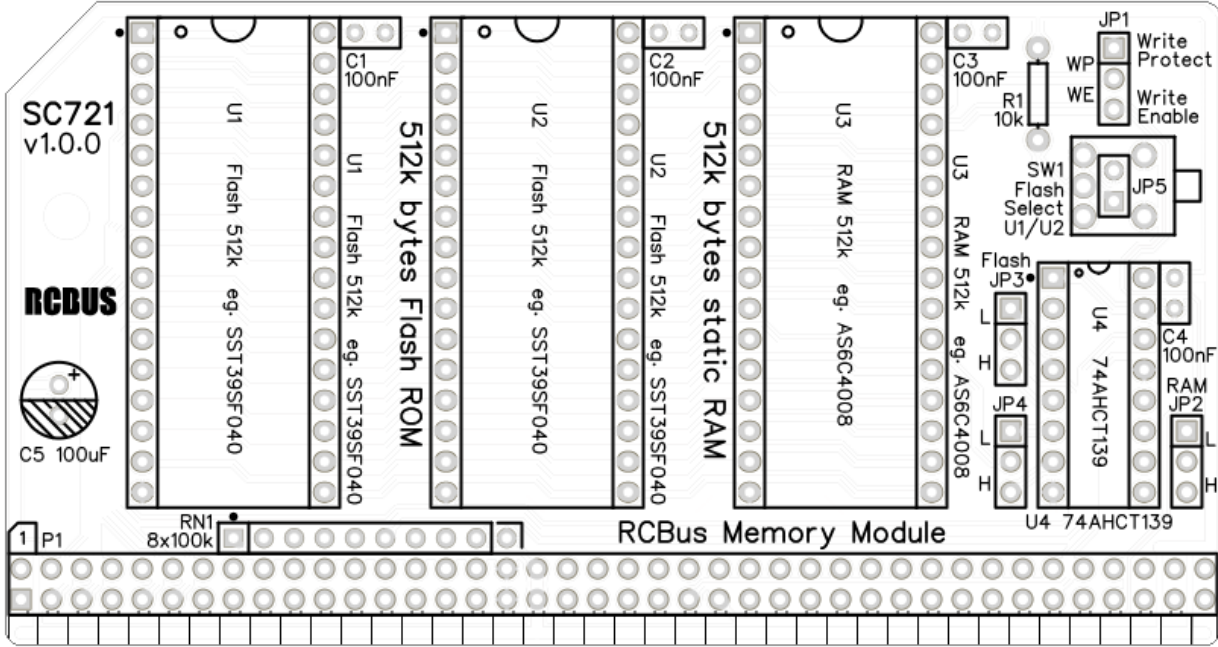 SC721
v1.0.0
RCBUS
C5 100uF
U1 Flash 512k eg. SST39SF040
C1
100nF
U1 Flash 512k eg. SST39SF040
512k bytes Flash ROM
U2 Flash 512k eg. SST39SF040
C2
100nF
U2 Flash 512k eg. SST39SF040
512k bytes static RAM
U3 RAM 512k eg. AS6C4008
C3
100nF
U3 RAM 512k eg. AS6C4008
R1
10k
JP1
WP
WE
Write
Protect
Write
Enable
SW1
Flash
Select
U1/U2
JP5
Flash
JP3
L
H
JP4
L
H
U4 74AHCT139
C4
100nF
RAM
JP2
L
H
U4 74AHCT139
1 P1
RN1
8x100k
RCBus Memory Module